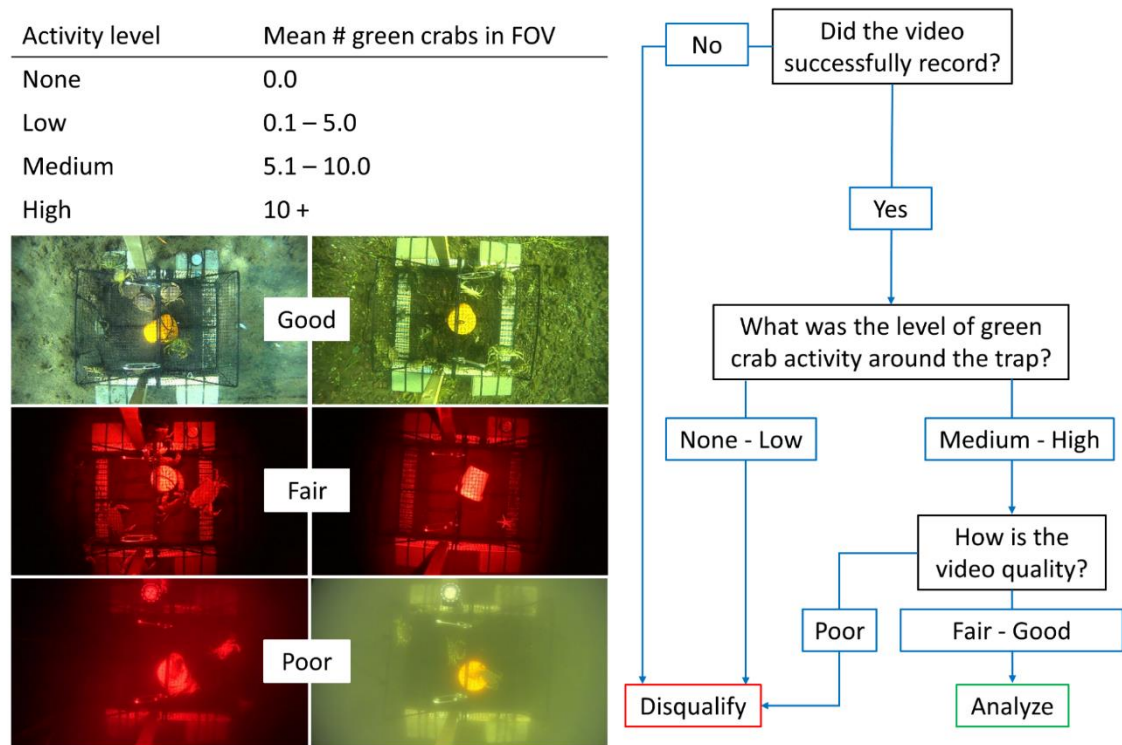 Activity level Mean # green crabs in FOV
None 0.0
Low 0.1 – 5.0
Medium 5.1 – 10.0
High 10 +
Good
Fair
Poor
Did the video
successfully record?
No
Yes
What was the level of green
crab activity around the trap?
None - Low
Medium - High
How is the
video quality?
Poor
Fair - Good
Disqualify
Analyze